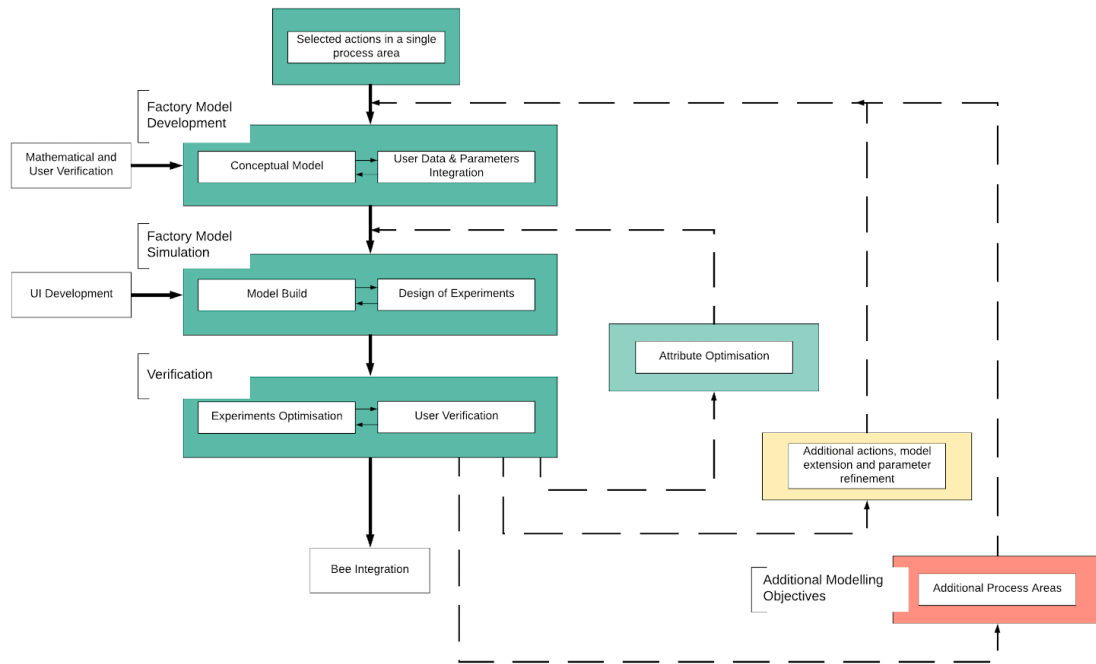 Selected actions in a single
process area
Factory Model
Development
Mathematical and
User Verification
Conceptual Model
User Data & Parameters
Integration
Factory Model
Simulation
UI Development
Model Build
Design of Experiments
Attribute Optimisation
Verification
Experiments Optimisation
User Verification
Additional actions, model
extension and parameter
refinement
Bee Integration
Additional Modelling
Objectives
Additional Process Areas